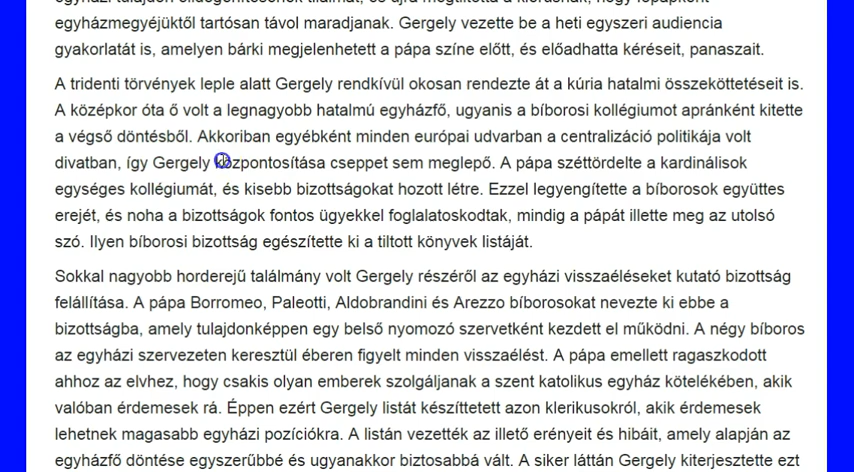 egyházmegyéjüktől tartósan távol maradjanak. Gergely vezette be a heti egyszeri audiencia
gyakorlatát is, amelyen bárki megjelenhetett a pápa színe előtt, és előadhatta kéréseit, panaszait.
A tridenti törvények leple alatt Gergely rendkívül okosan rendezte át a kúria hatalmi összeköttetéseit is.
A középkor óta ő volt a legnagyobb hatalmú egyházfő, ugyanis a bíborosi kollégiumot apránként kitette
a végső döntésből. Akkoriban egyébként minden európai udvarban a centralizáció politikája volt
divatban, így Gergely központosítása cseppet sem meglepő. A pápa széttördelte a kardinálisok
egységes kollégiumát, és kisebb bizottságokat hozott létre. Ezzel legyengítette a bíborosok együttes
erejét, és noha a bizottságok fontos ügyekkel foglalatoskodtak, mindig a pápát illette meg az utolsó
szó. Ilyen bíborosi bizottság egészítette ki a tiltott könyvek listáját.
Sokkal nagyobb horderejű találmány volt Gergely részéről az egyházi visszaéléseket kutató bizottság
felállítása. A pápa Borromeo, Paleotti, Aldobrandini és Arezzo bíborosokat nevezte ki ebbe a
bizottságba, amely tulajdonképpen egy belső nyomozó szervetként kezdett el működni. A négy bíboros
az egyházi szervezeten keresztül éberen figyelt minden visszaélést. A pápa emellett ragaszkodott
ahhoz az elvhez, hogy csakis olyan emberek szolgáljanak a szent katolikus egyház kötelékében, akik
valóban érdemesek rá. Éppen ezért Gergely listát készíttetett azon klerikusokról, akik érdemesek
lehetnek magasabb egyházi pozíciókra. A listán vezették az illető erényeit és hibáit, amely alapján az
egyházfő döntése egyszerűbbé és ugyanakkor biztosabbá vált. A siker láttán Gergely kiterjesztette ezt